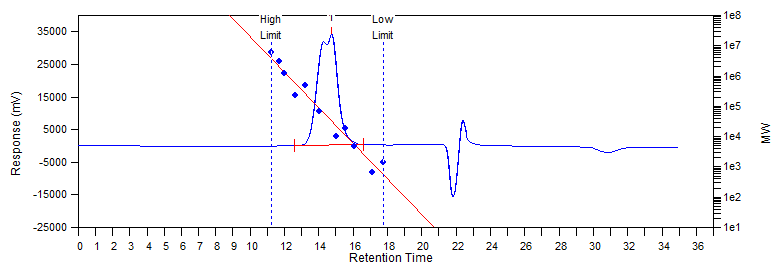 High Limit
Low Limit
35000
25000
15000
5000
-5000
-15000
-25000
Response (mV)
1e8
1e7
1e6
1e5
1e4
1e3
1e2
1e1
MW
0 1 2 3 4 5 6 7 8 9 10 12 14 16 18 20 22 24 26 28 30 32 34 36
Retention Time